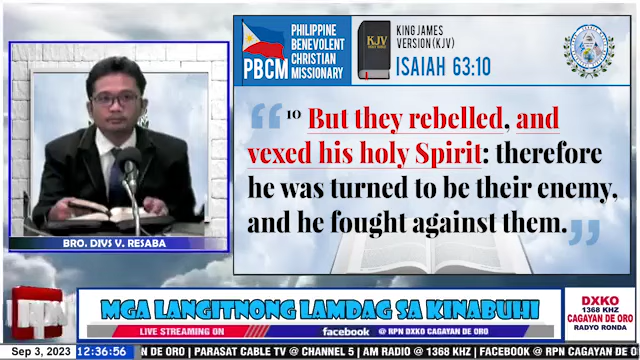 PHILIPPINE
BENEVOLENT
CHRISTIAN
MISSIONARY
PBCM
KJV
KING JAMES
VERSION (KJV)
ISAIAH 63:10
“ 10 But they rebelled, and
vexed his holy Spirit: therefore
he was turned to be their enemy,
and he fought against them.”
BRO. DIVS V. RESABA
RPN
MGA LANGITNONG LAMDAG SA KINABUHI
LIVE STREAMING ON facebook @ RPN DXKO CAGAYAN DE ORO
DXKO
1368 KHZ
CAGAYAN DE ORO
RADYO RONDA
Sep 3, 2023 12:36:56 N DE ORO | PARASAT CABLE TV @ CHANNEL 5 | AM RADIO @ 1368 KHZ | FACEBOOK @ RPN DXKO CAGAYAN DE OR